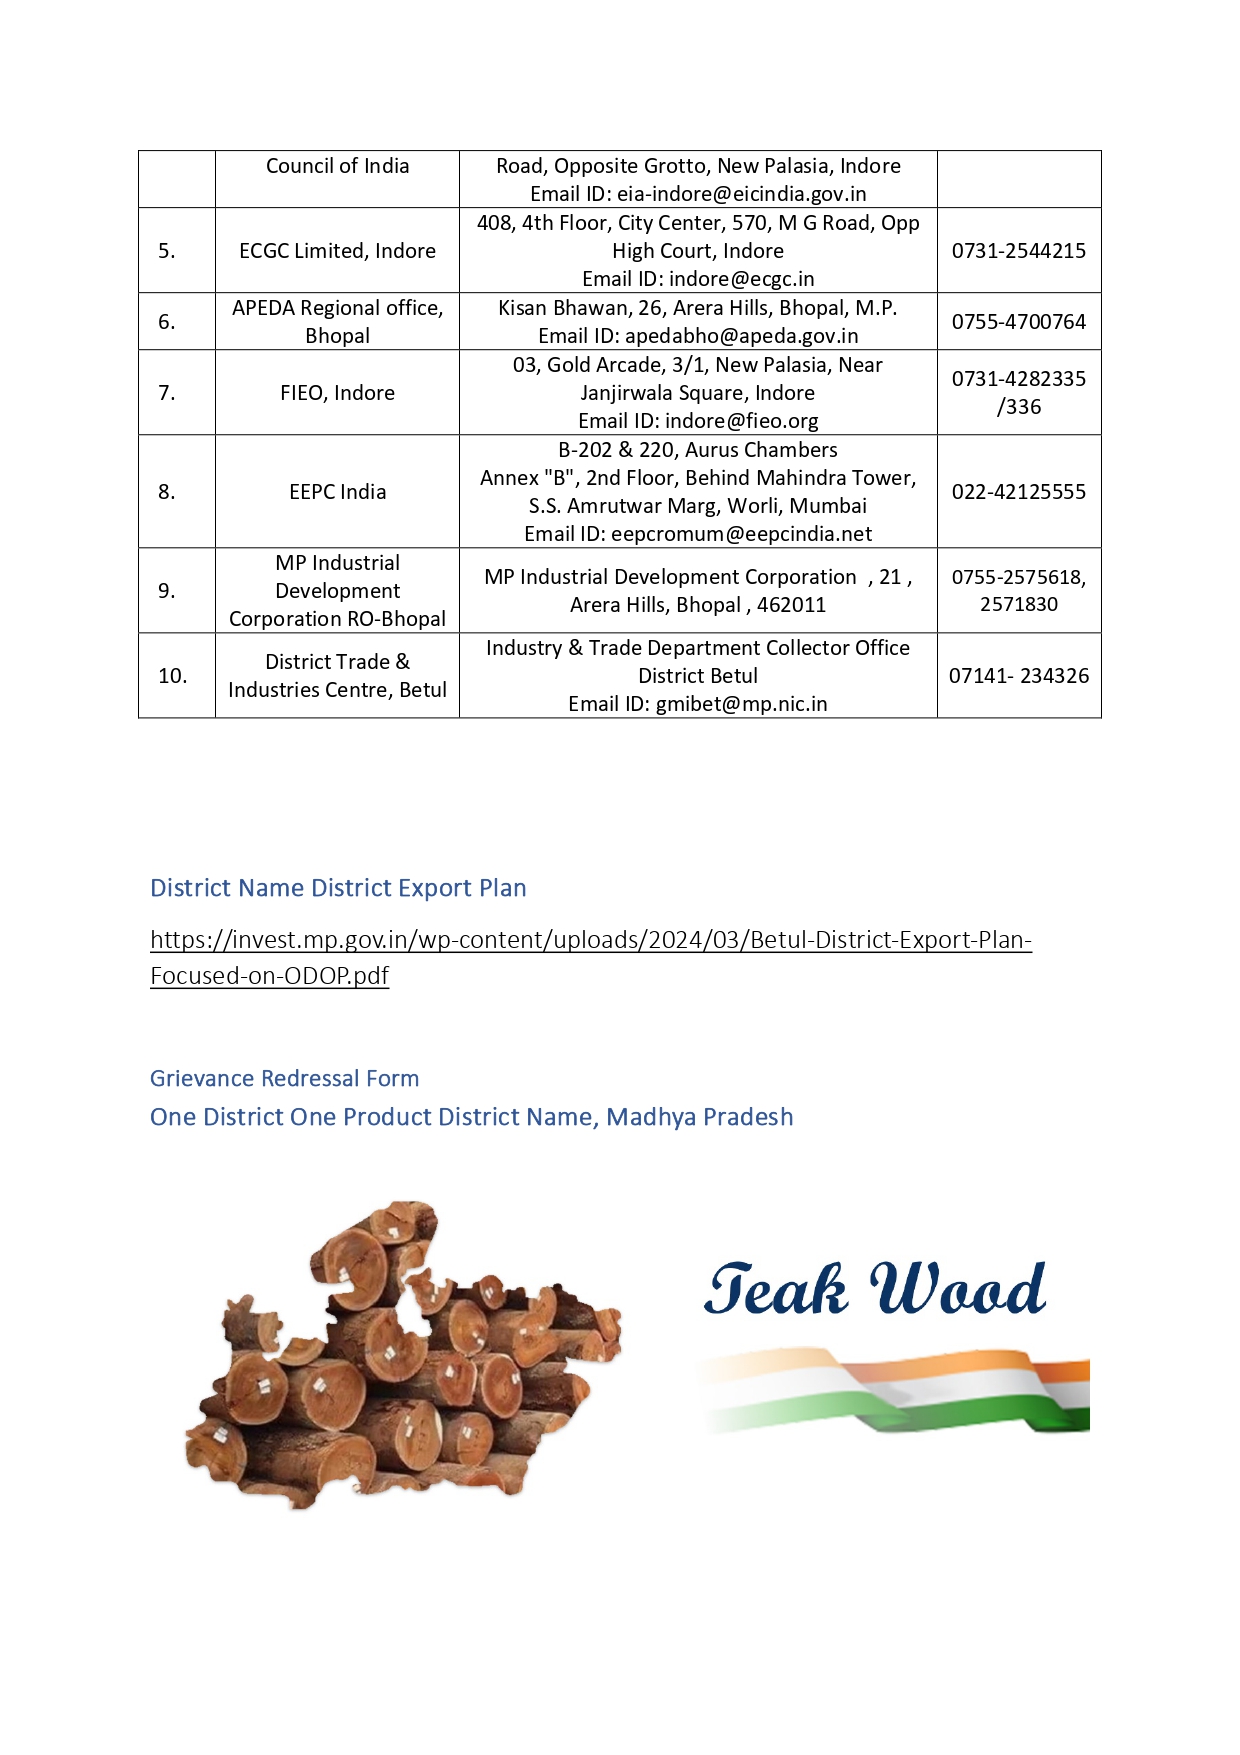 Council of India
Road, Opposite Grotto, New Palasia, Indore
Email ID: eia-indore@eicindia.gov.in
5.
ECGC Limited, Indore
408, 4th Floor, City Center, 570, M G Road, Opp
High Court, Indore
Email ID: indore@ecgc.in
0731-2544215
6.
APEDA Regional office,
Bhopal
Kisan Bhawan, 26, Arera Hills, Bhopal, M.P.
Email ID: apedabho@apeda.gov.in
0755-4700764
7.
FIEO, Indore
03, Gold Arcade, 3/1, New Palasia, Near
Janjirwala Square, Indore
Email ID: indore@fieo.org
0731-4282335
/336
8.
EEPC India
B-202 & 220, Aurus Chambers
Annex "B", 2nd Floor, Behind Mahindra Tower,
S.S. Amrutwar Marg, Worli, Mumbai
Email ID: eepcromum@eepcindia.net
022-42125555
9.
MP Industrial
Development
Corporation RO-Bhopal
MP Industrial Development Corporation , 21 ,
Arera Hills, Bhopal , 462011
0755-2575618,
2571830
10.
District Trade &
Industries Centre, Betul
Industry & Trade Department Collector Office
District Betul
Email ID: gmibet@mp.nic.in
07141- 234326
District Name District Export Plan
https://invest.mp.gov.in/wp-content/uploads/2024/03/Betul-District-Export-Plan-
Focused-on-ODOP.pdf
Grievance Redressal Form
One District One Product District Name, Madhya Pradesh
Teak Wood